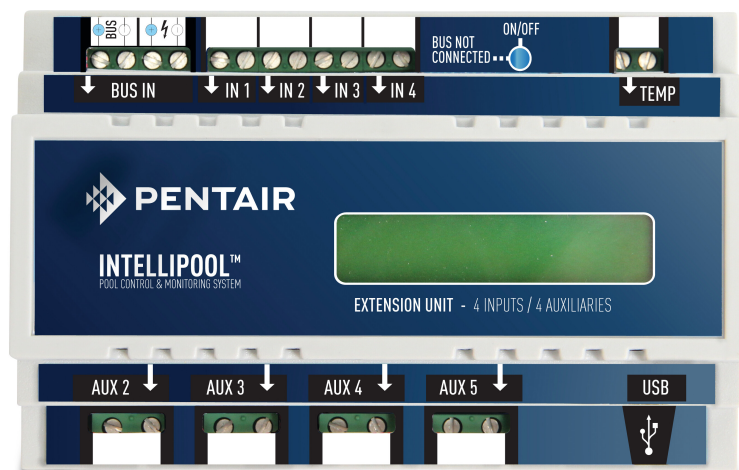 BUS
ON/OFF
BUS NOT
CONNECTED
BUS IN
IN 1
IN 2
IN 3
IN 4
TEMP
PENTAIR
INTELLIPOOL™
POOL CONTROL & MONITORING SYSTEM
EXTENSION UNIT - 4 INPUTS / 4 AUXILIARIES
AUX 2
AUX 3
AUX 4
AUX 5
USB